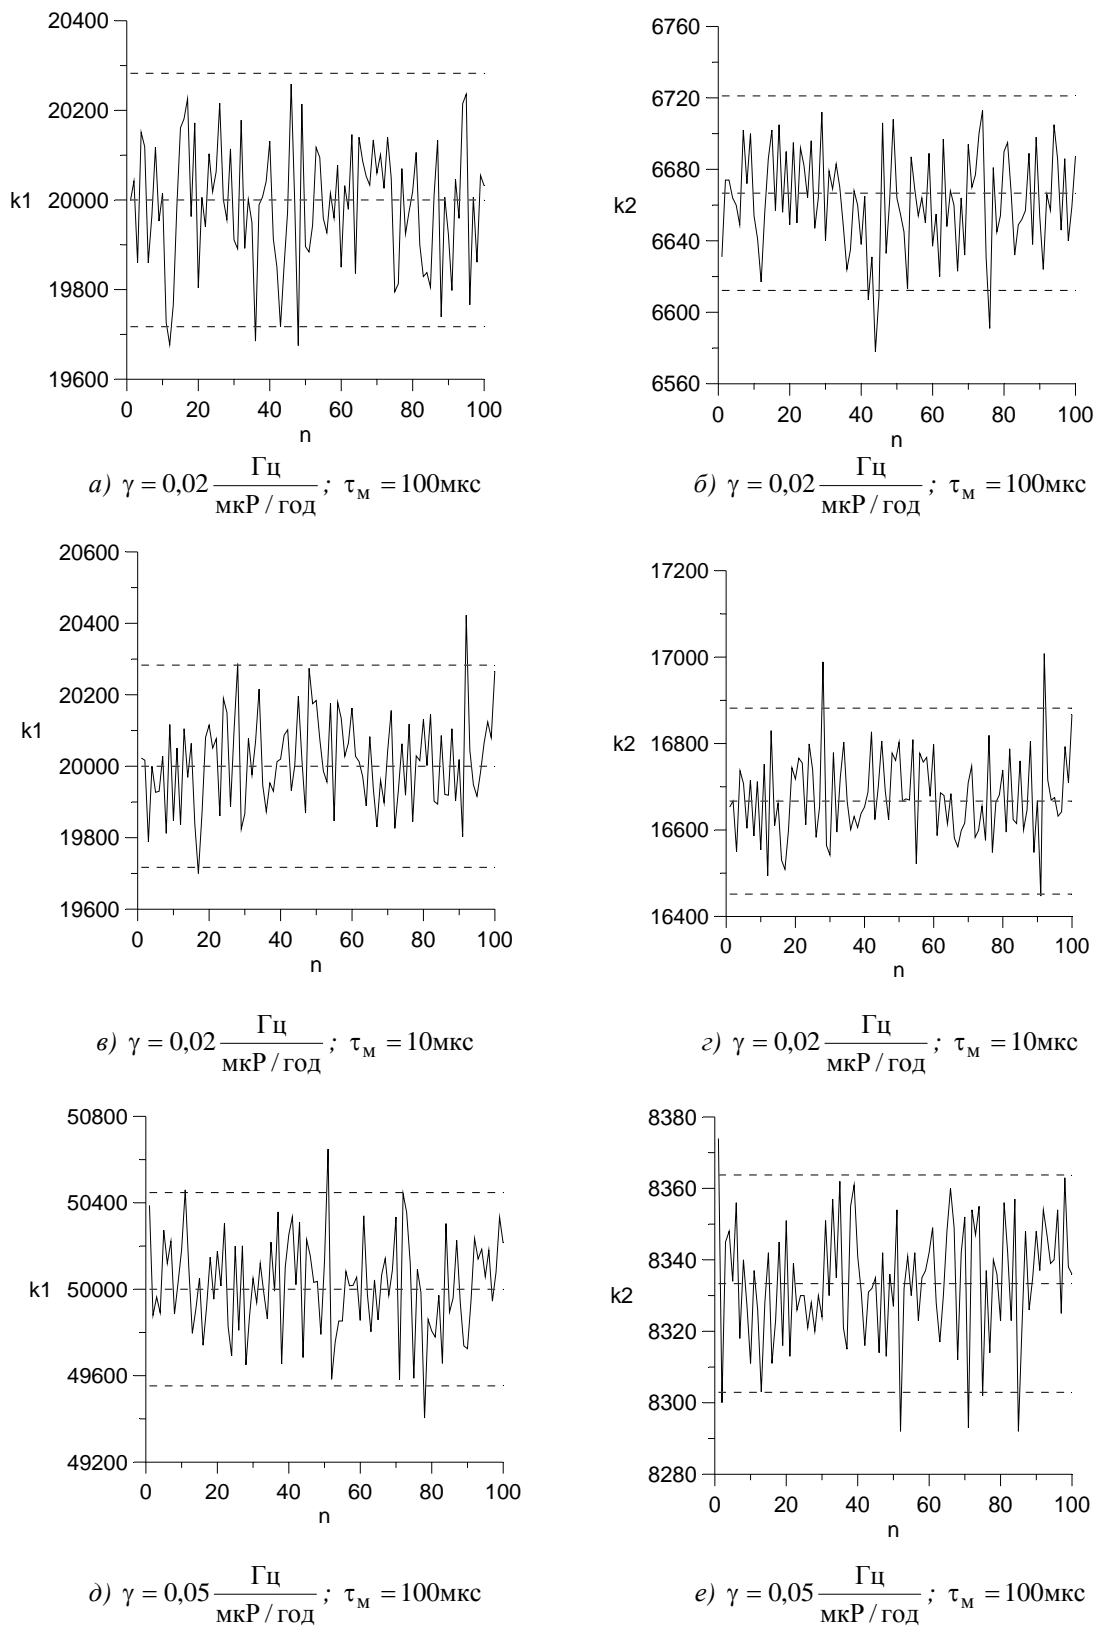 20400
20200
k1
20000
19800
19600
0 20 40 60 80 100
n
6760
6720
6680
k2
6640
6600
6560
0 20 40 60 80 100
n
а) γ = 0,02 Гц / мкР / год ; τм = 100мкс
б) γ = 0,02 Гц / мкР / год ; τм = 100мкс
20600
20400
20200
k1
20000
19800
19600
0 20 40 60 80 100
n
17200
17000
k2
16800
16600
16400
0 20 40 60 80 100
n
в) γ = 0,02 Гц / мкР / год ; τм = 10мкс
г) γ = 0,02 Гц / мкР / год ; τм = 10мкс
50800
50400
k1
50000
49600
49200
0 20 40 60 80 100
n
8380
8360
8340
k2
8320
8300
8280
0 20 40 60 80 100
n
д) γ = 0,05 Гц / мкР / год ; τм = 100мкс
е) γ = 0,05 Гц / мкР / год ; τм = 100мкс